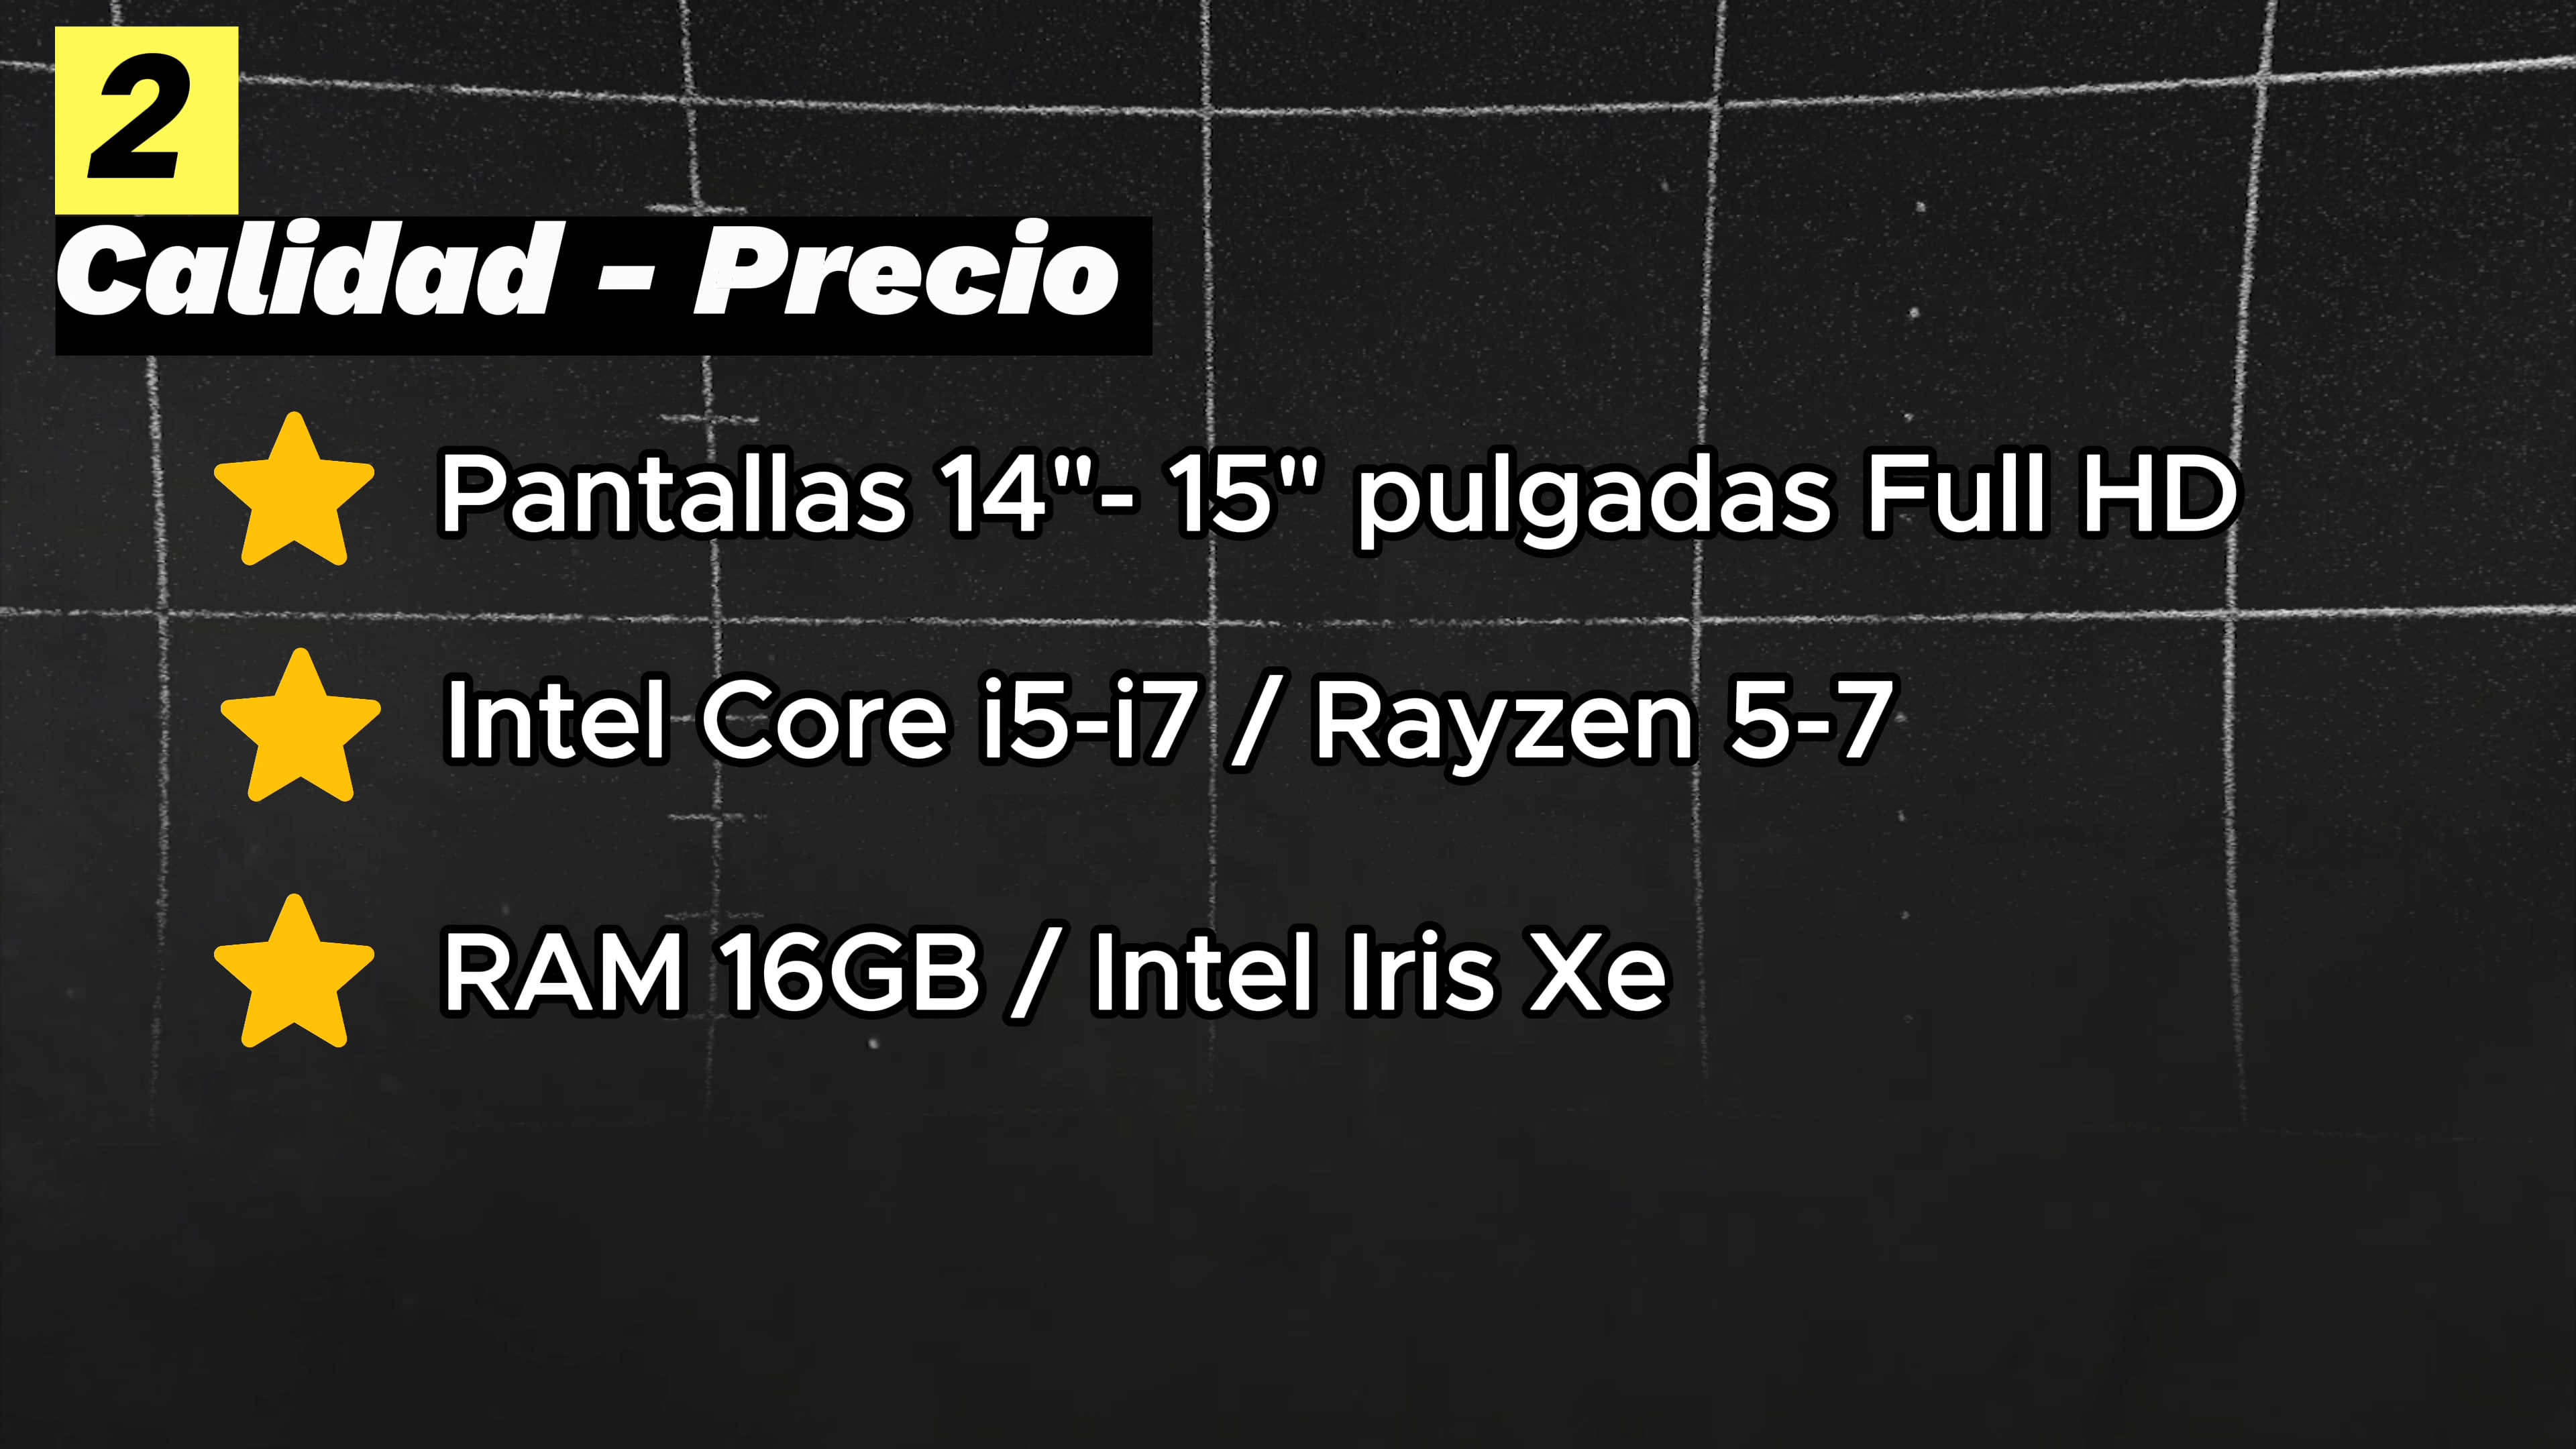 2
Calidad - Precio
Pantallas 14"- 15" pulgadas Full HD
Intel Core i5-i7 / Rayzen 5-7
RAM 16GB / Intel Iris Xe